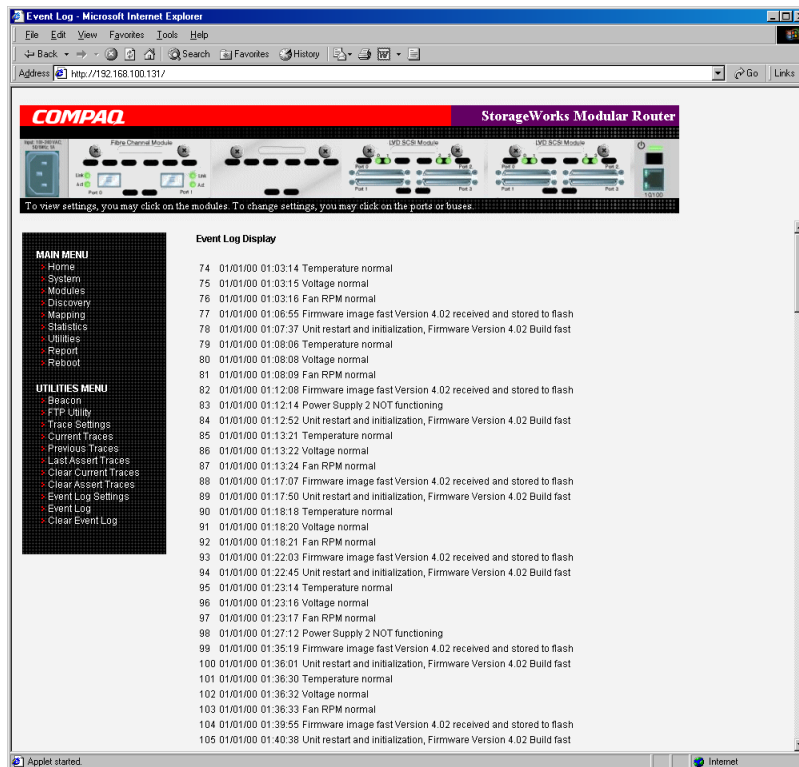 Event Log - Microsoft Internet Explorer
File Edit View Favorites Tools Help
Back Search Favorites History
Address http://192.168.100.131/ Go Links
COMPAQ StorageWorks Modular Router
Fibre Channel Module LVD SCSI Module LVD SCSI Module
Link Link
Act Act
Port 0 Port 1
Port 0 Port 2 Port 0 Port 2
Port 1 Port 3 Port 1 Port 3
10/100
To view settings, you may click on the modules. To change settings, you may click on the ports or buses.
MAIN MENU
Home
System
Modules
Discovery
Mapping
Statistics
Utilities
Report
Reboot
UTILITIES MENU
Beacon
FTP Utility
Trace Settings
Current Traces
Previous Traces
Last Assert Traces
Clear Current Traces
Clear Assert Traces
Event Log Settings
Event Log
Clear Event Log
Event Log Display
74 01/01/00 01:03:14 Temperature normal
75 01/01/00 01:03:15 Voltage normal
76 01/01/00 01:03:16 Fan RPM normal
77 01/01/00 01:06:55 Firmware image fast Version 4.02 received and stored to flash
78 01/01/00 01:07:37 Unit restart and initialization, Firmware Version 4.02 Build fast
79 01/01/00 01:08:06 Temperature normal
80 01/01/00 01:08:08 Voltage normal
81 01/01/00 01:08:09 Fan RPM normal
82 01/01/00 01:12:08 Firmware image fast Version 4.02 received and stored to flash
83 01/01/00 01:12:14 Power Supply 2 NOT functioning
84 01/01/00 01:12:52 Unit restart and initialization, Firmware Version 4.02 Build fast
85 01/01/00 01:13:21 Temperature normal
86 01/01/00 01:13:22 Voltage normal
87 01/01/00 01:13:24 Fan RPM normal
88 01/01/00 01:17:07 Firmware image fast Version 4.02 received and stored to flash
89 01/01/00 01:17:50 Unit restart and initialization, Firmware Version 4.02 Build fast
90 01/01/00 01:18:18 Temperature normal
91 01/01/00 01:18:20 Voltage normal
92 01/01/00 01:18:21 Fan RPM normal
93 01/01/00 01:22:03 Firmware image fast Version 4.02 received and stored to flash
94 01/01/00 01:22:45 Unit restart and initialization, Firmware Version 4.02 Build fast
95 01/01/00 01:23:14 Temperature normal
96 01/01/00 01:23:16 Voltage normal
97 01/01/00 01:23:17 Fan RPM normal
98 01/01/00 01:27:12 Power Supply 2 NOT functioning
99 01/01/00 01:35:19 Firmware image fast Version 4.02 received and stored to flash
100 01/01/00 01:36:01 Unit restart and initialization, Firmware Version 4.02 Build fast
101 01/01/00 01:36:30 Temperature normal
102 01/01/00 01:36:32 Voltage normal
103 01/01/00 01:36:33 Fan RPM normal
104 01/01/00 01:39:55 Firmware image fast Version 4.02 received and stored to flash
105 01/01/00 01:40:38 Unit restart and initialization, Firmware Version 4.02 Build fast
Applet started. Internet